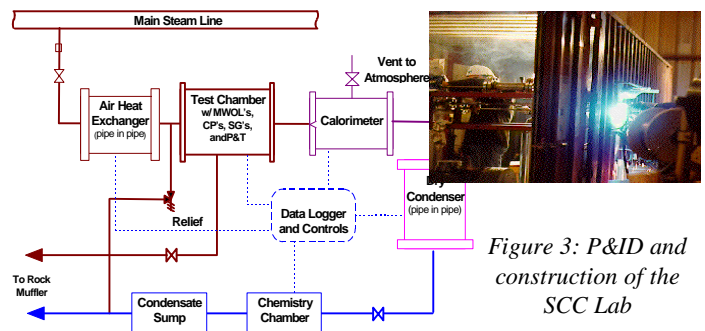 Main Steam Line
Vent to
Atmosphere
Air Heat
Exchanger
(pipe in pipe)
Test Chamber
w/ MWOL's,
CP's, SG's,
andP&T
Calorimeter
Condenser
(pipe in pipe)
Relief
Data Logger
and Controls
To Rock
Muffler
Condensate
Sump
Chemistry
Chamber
Figure 3: P&ID and
construction of the
SCC Lab